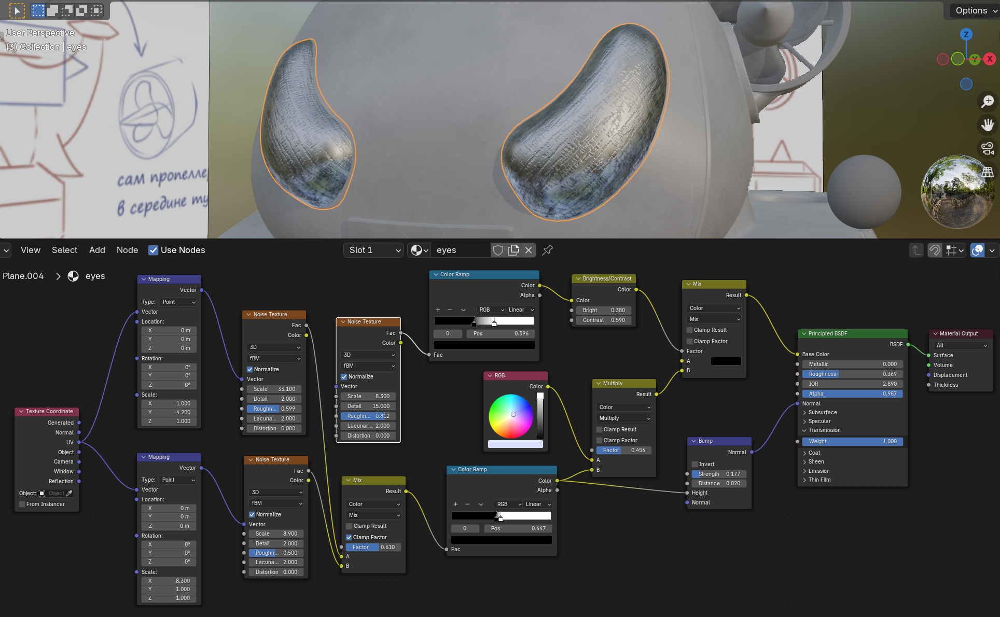 Options
User Perspective
(3) Collection | eyes
сам пропелле
в середине ту
Z
Y
X
View
Select
Add
Node
Use Nodes
Slot 1
eyes
Plane.004 > eyes
Mapping
Vector
Type: Point
Vector
Location:
X 0 m
Y 0 m
Z 0 m
Rotation:
X 0°
Y 0°
Z 0°
Scale:
X 1.000
Y 4.200
Z 1.000
Texture Coordinate
Generated
Normal
UV
Object
Camera
Window
Reflection
Object: Object
From Instancer
Mapping
Vector
Type: Point
Vector
Location:
X 0 m
Y 0 m
Z 0 m
Rotation:
X 0°
Y 0°
Z 0°
Scale:
X 8.300
Y 1.000
Z 1.000
Noise Texture
Fac
Color
3D
fBM
Normalize
Vector
Scale 33.100
Detail 2.000
Roughn... 0.599
Lacuna... 2.000
Distortion 0.000
Noise Texture
Fac
Color
3D
fBM
Normalize
Vector
Scale 8.900
Detail 2.000
Roughn... 0.500
Lacuna... 2.000
Distortion 0.000
Noise Texture
Fac
Color
3D
fBM
Normalize
Vector
Scale 8.300
Detail 15.000
Roughn... 0.812
Lacunar... 2.000
Distortion 0.000
Mix
Result
Color
Mix
Clamp Result
Clamp Factor
Factor 0.610
A
B
Color Ramp
Color
Alpha
RGB Linear
0 Pos 0.396
Fac
RGB
Color
Color Ramp
Color
Alpha
RGB Linear
0 Pos 0.447
Fac
Brightness/Contrast
Color
Color
Bright 0.380
Contrast 0.590
Multiply
Result
Color
Multiply
Clamp Result
Clamp Factor
Factor 0.456
A
B
Mix
Result
Color
Mix
Clamp Result
Clamp Factor
Factor
A
B
Bump
Normal
Invert
Strength 0.177
Distance 0.020
Height
Normal
Principled BSDF
BSDF
Base Color
Metallic 0.000
Roughness 0.369
IOR 2.890
Alpha 0.987
Normal
Subsurface
Specular
Transmission
Weight 1.000
Coat
Sheen
Emission
Thin Film
Material Output
All
Surface
Volume
Displacement
Thickness